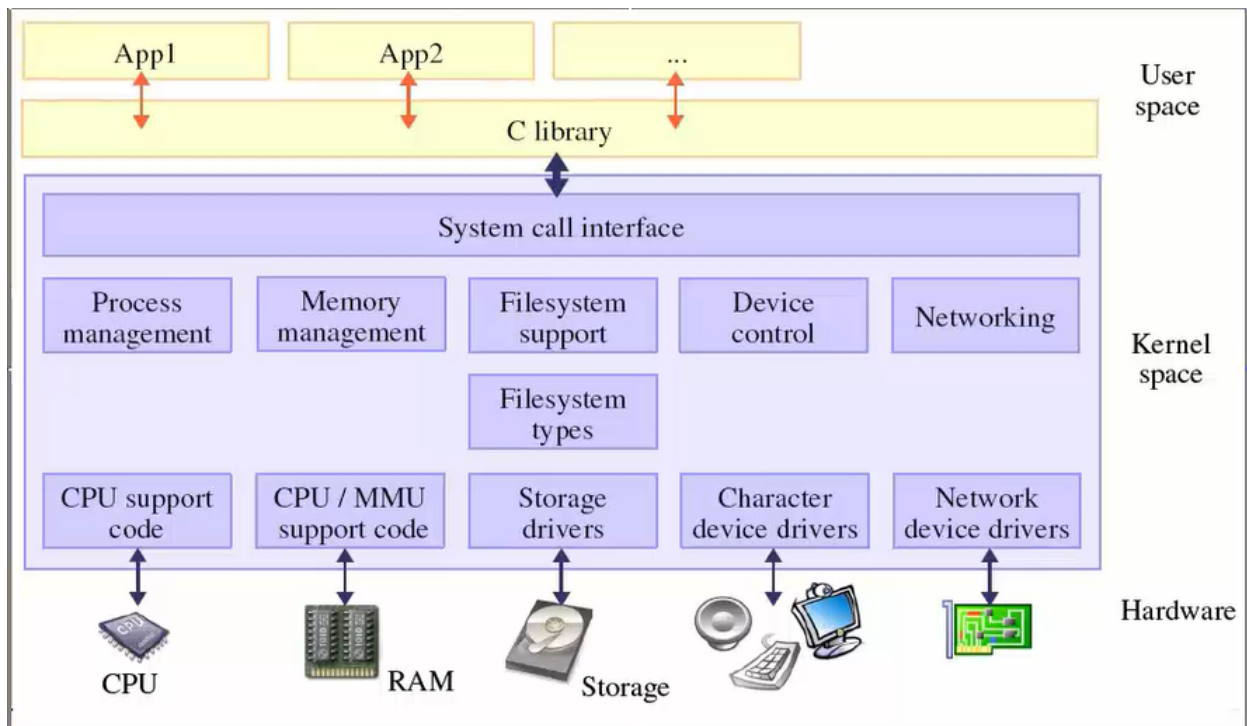 App1
App2
...
User
space
C library
System call interface
Process
management
Memory
management
Filesystem
support
Device
control
Networking
Kernel
space
Filesystem
types
CPU support
code
CPU / MMU
support code
Storage
drivers
Character
device drivers
Network
device drivers
Hardware
CPU
CPU
RAM
Storage